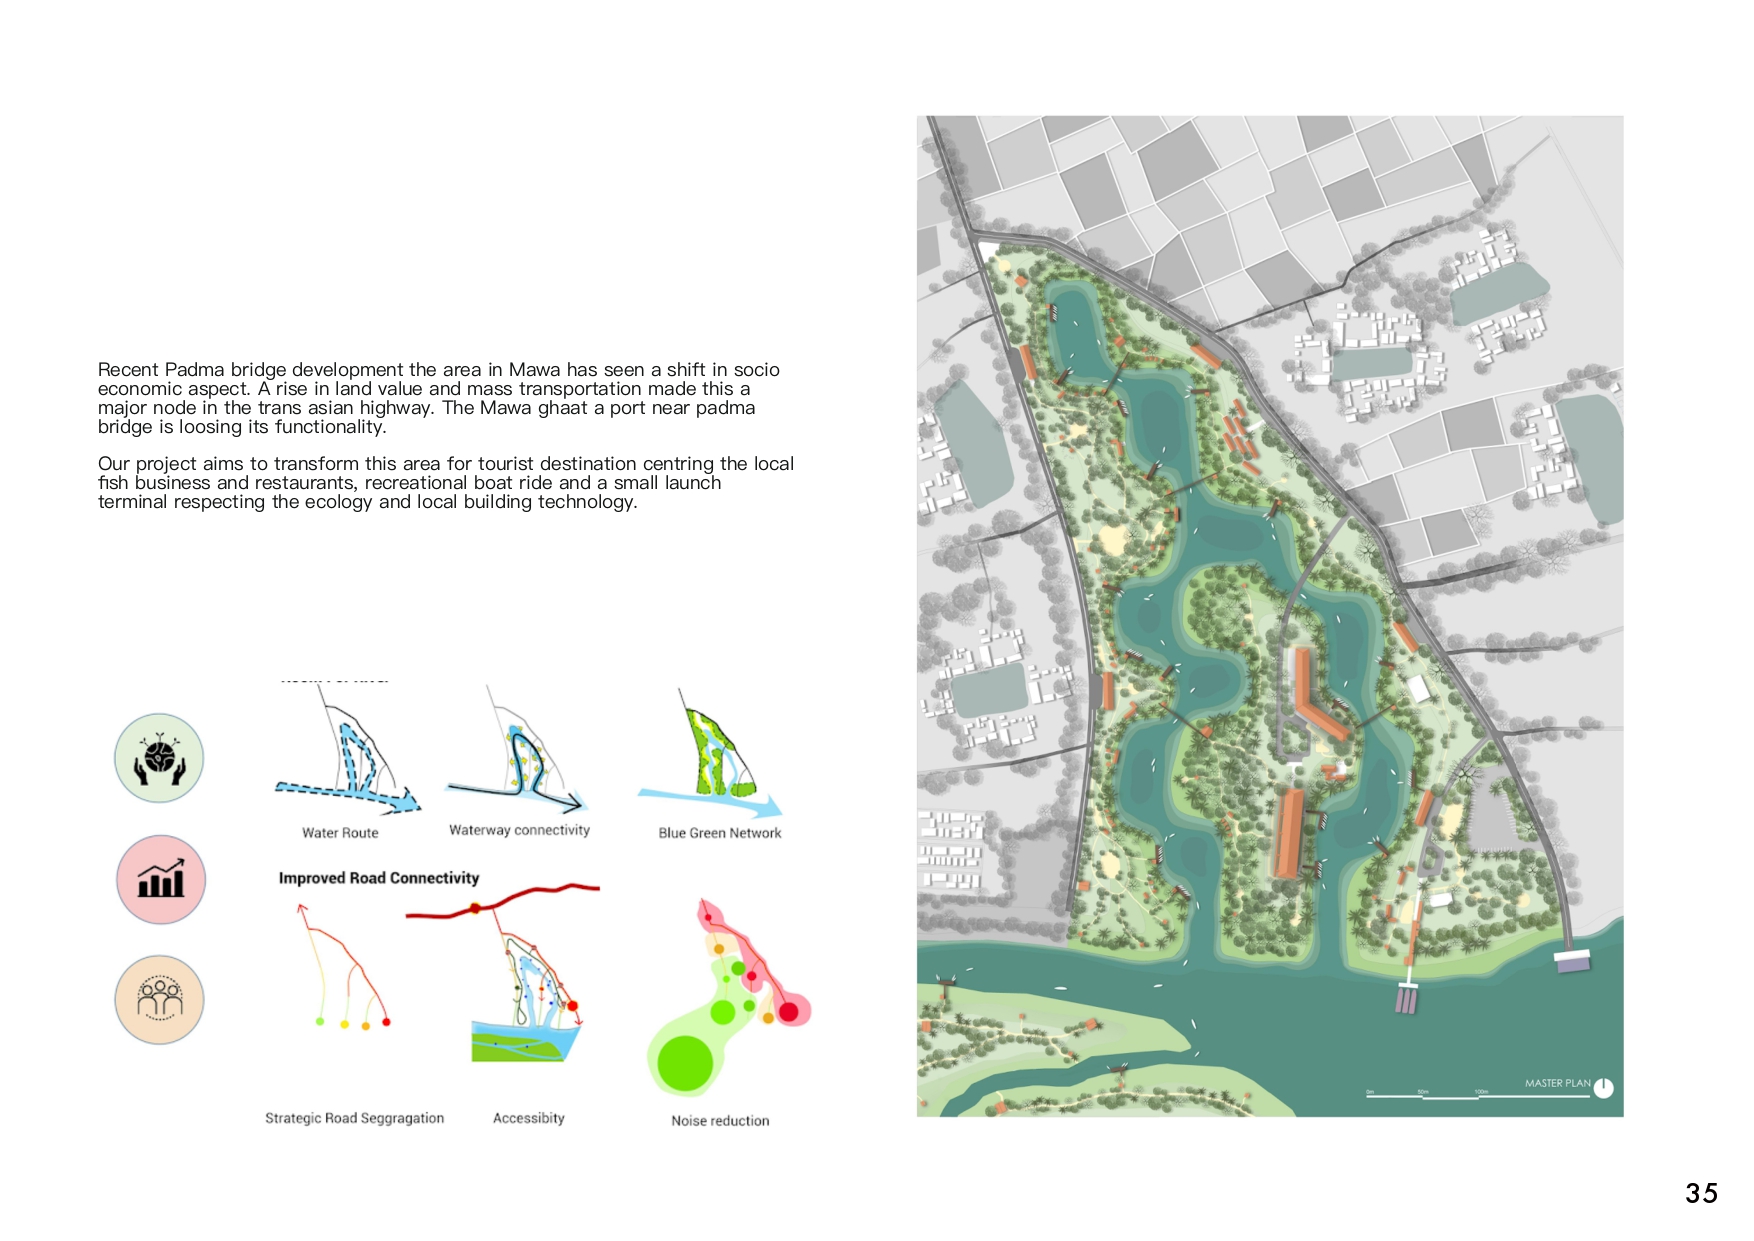 Recent Padma bridge development the area in Mawa has seen a shift in socio
economic aspect. A rise in land value and mass transportation made this a
major node in the trans asian highway. The Mawa ghaat a port near padma
bridge is loosing its functionality.
Our project aims to transform this area for tourist destination centring the local
fish business and restaurants, recreational boat ride and a small launch
terminal respecting the ecology and local building technology.
Water Route
Waterway connectivity
Blue Green Network
Improved Road Connectivity
Strategic Road Seggragation
Accessibity
Noise reduction
0m 50m 100m
MASTER PLAN
35